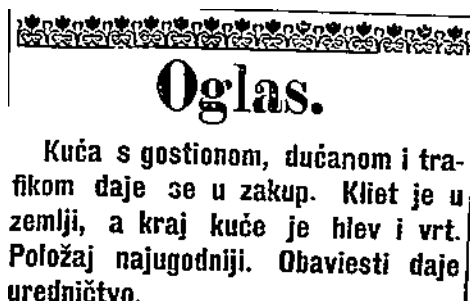 Oglas.
Kuća s gostionom, dućanom i tra-
fikom daje se u zakup. Kliet je u
zemlji, a kraj kuće je hlev i vrt.
Položaj najugodniji. Obaviesti daje
uredničtvo.